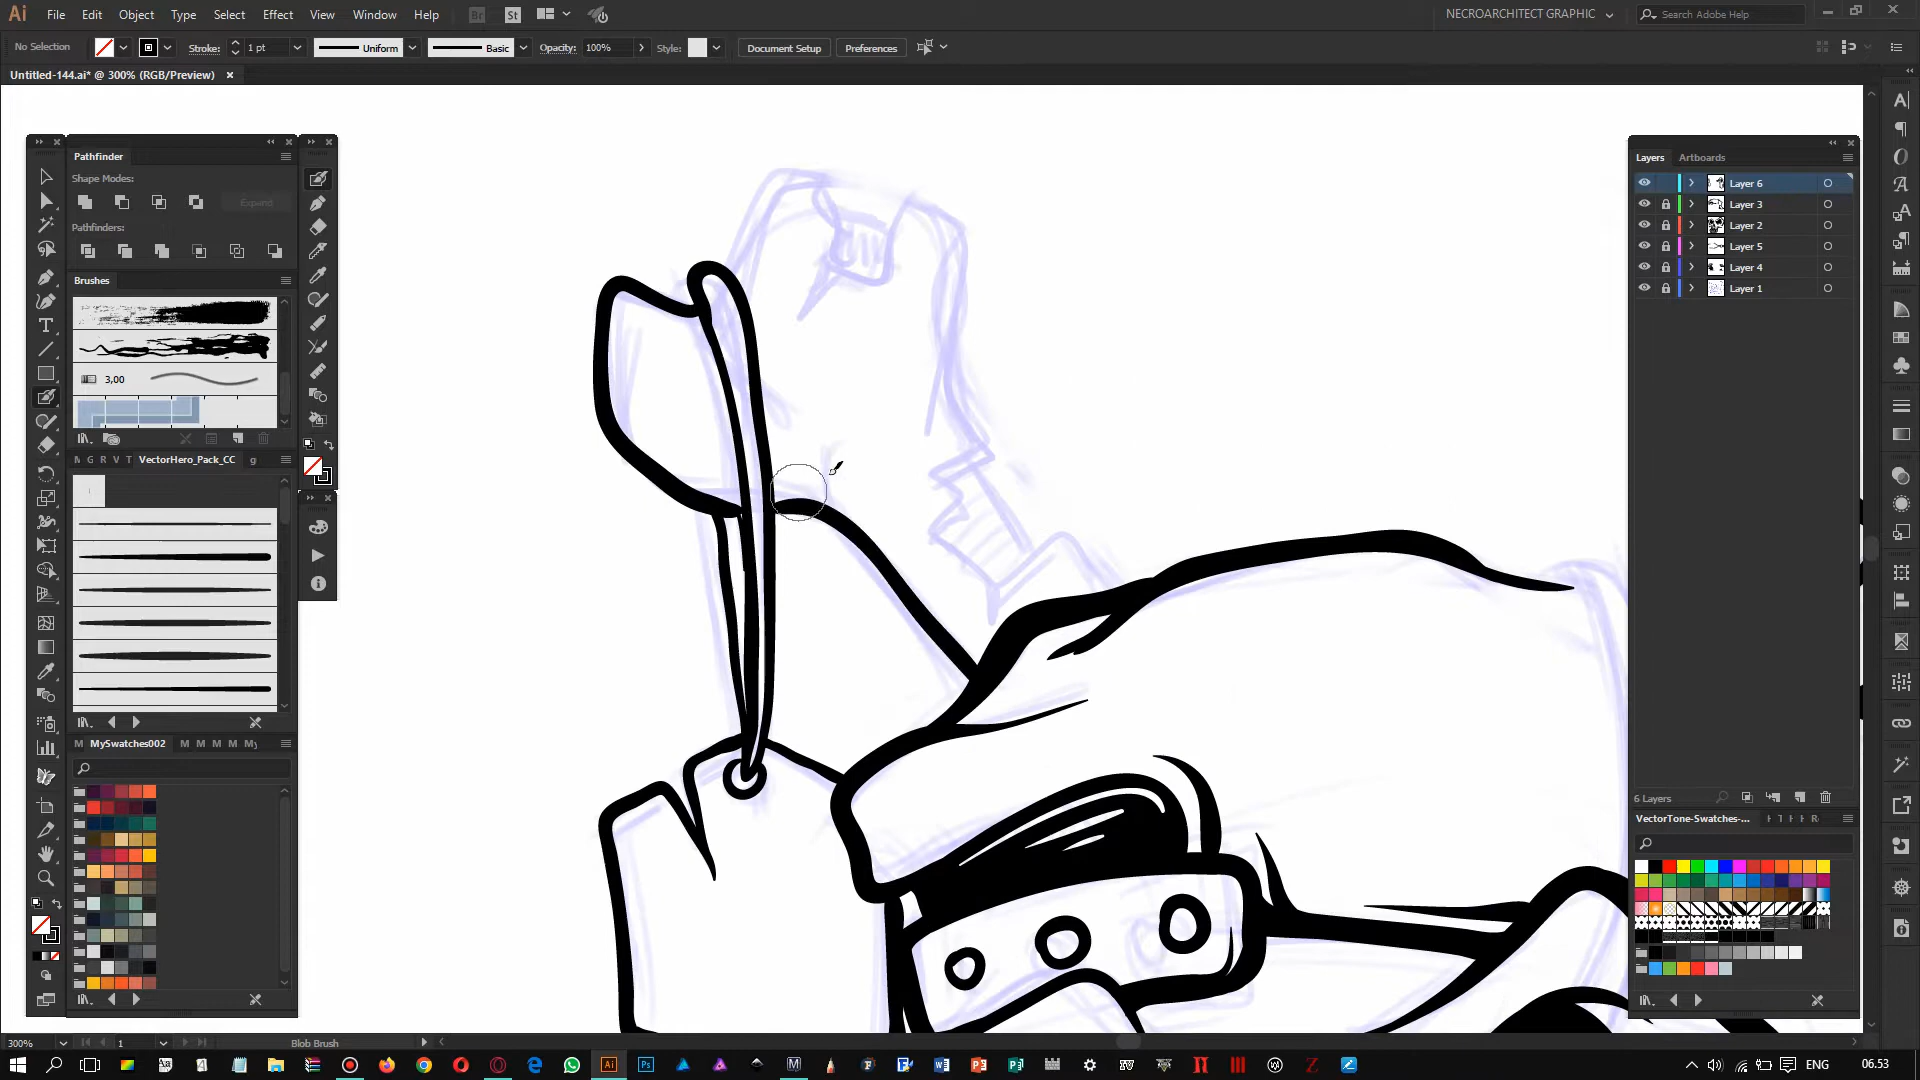 Ai File Edit Object Type Select Effect View Window Help Br St NECROARCHITECT GRAPHIC Search Adobe Help
No Selection Stroke: 1 pt Uniform Basic Opacity: 100% Style: Document Setup Preferences
Untitled-144.ai* @ 300% (RGB/Preview)
Pathfinder
Shape Modes:
Expand
Pathfinders:
Brushes
3,00
M G R V T VectorHero_Pack_CC g
M MySwatches002 M M M M My
Layers Artboards
Layer 6
Layer 3
Layer 2
Layer 5
Layer 4
Layer 1
6 Layers
VectorTone-Swatches-...
300% 1 Blob Brush
ENG 06.53